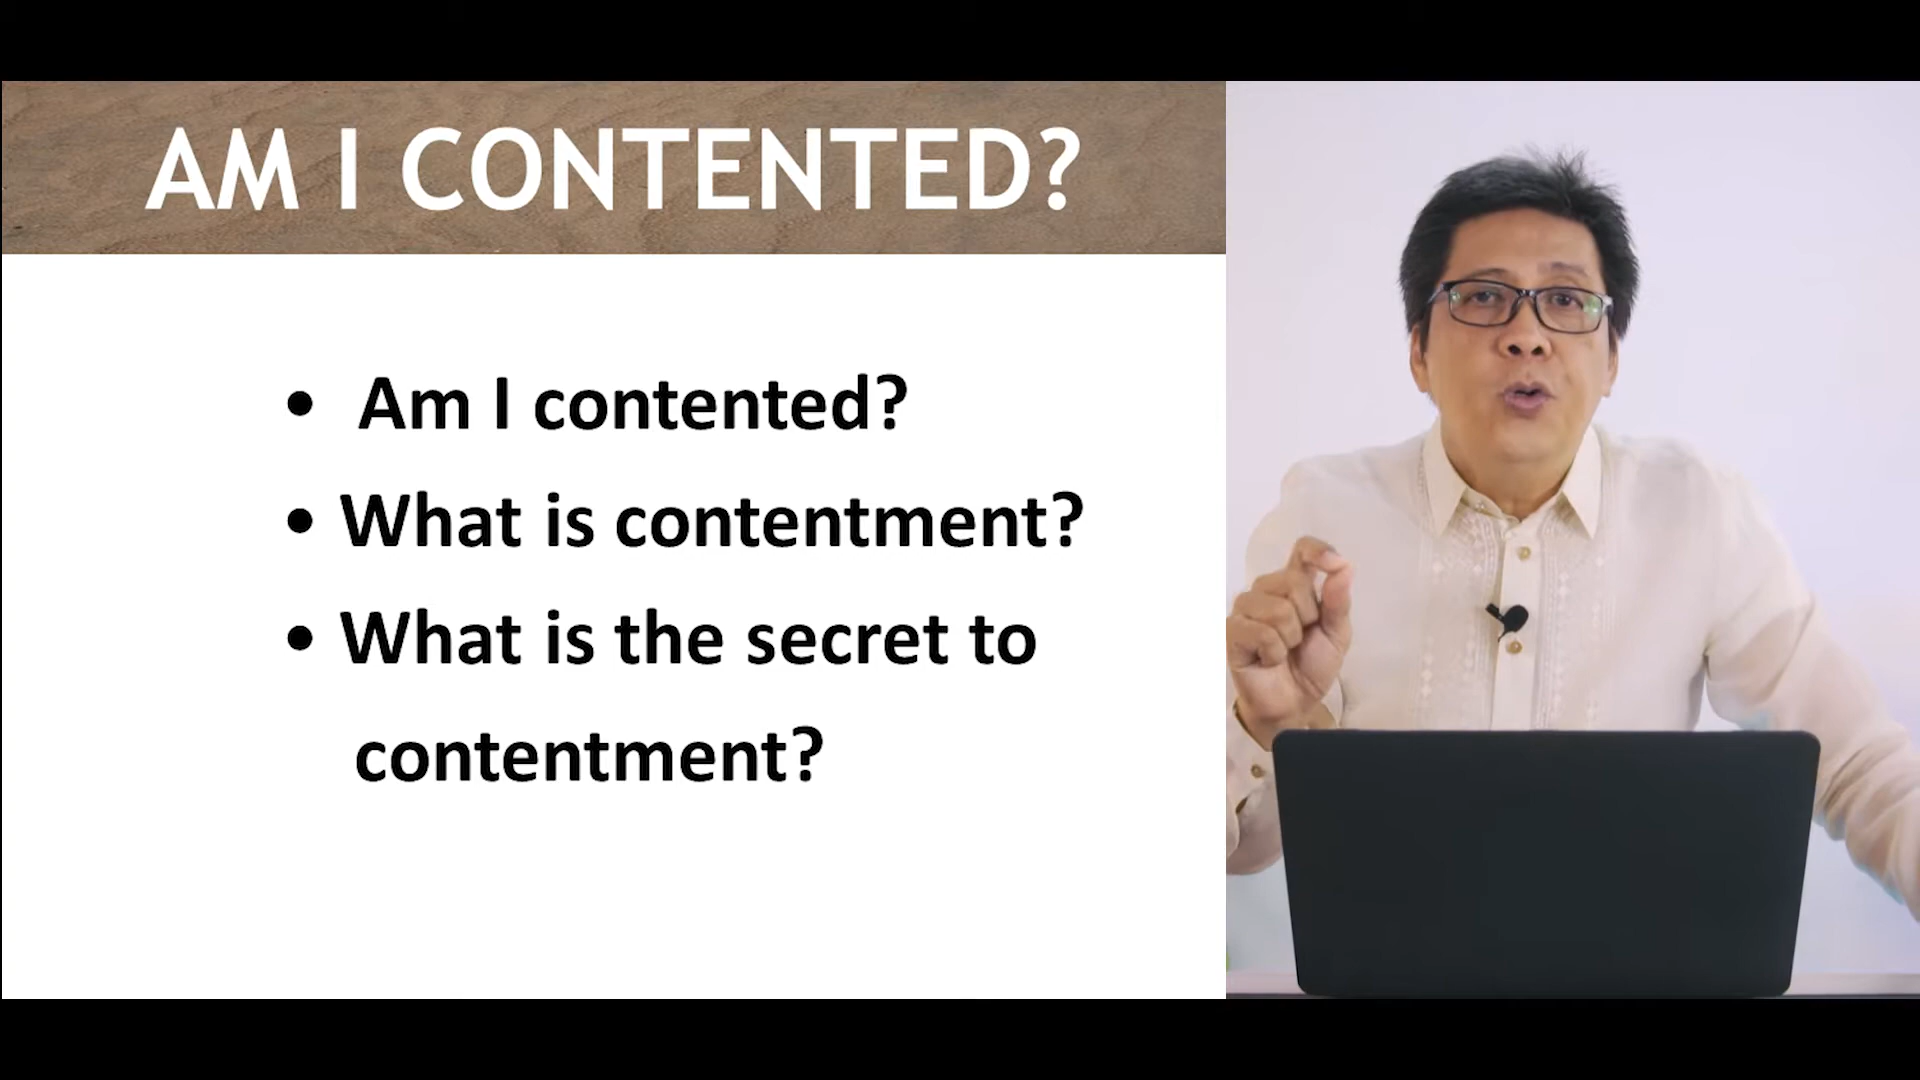 AM I CONTENTED?
• Am I contented?
• What is contentment?
• What is the secret to
contentment?